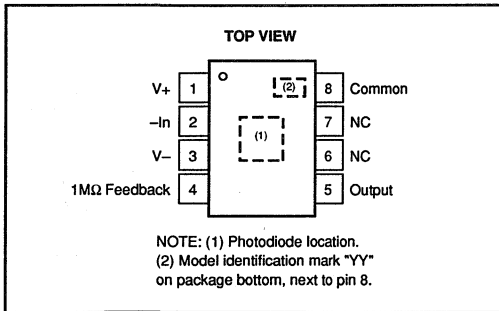 TOP VIEW
V+ 1 (2) 8 Common
–In 2 (1) 7 NC
V– 3 6 NC
1MΩ Feedback 4 5 Output
NOTE: (1) Photodiode location.
(2) Model identification mark "YY"
on package bottom, next to pin 8.